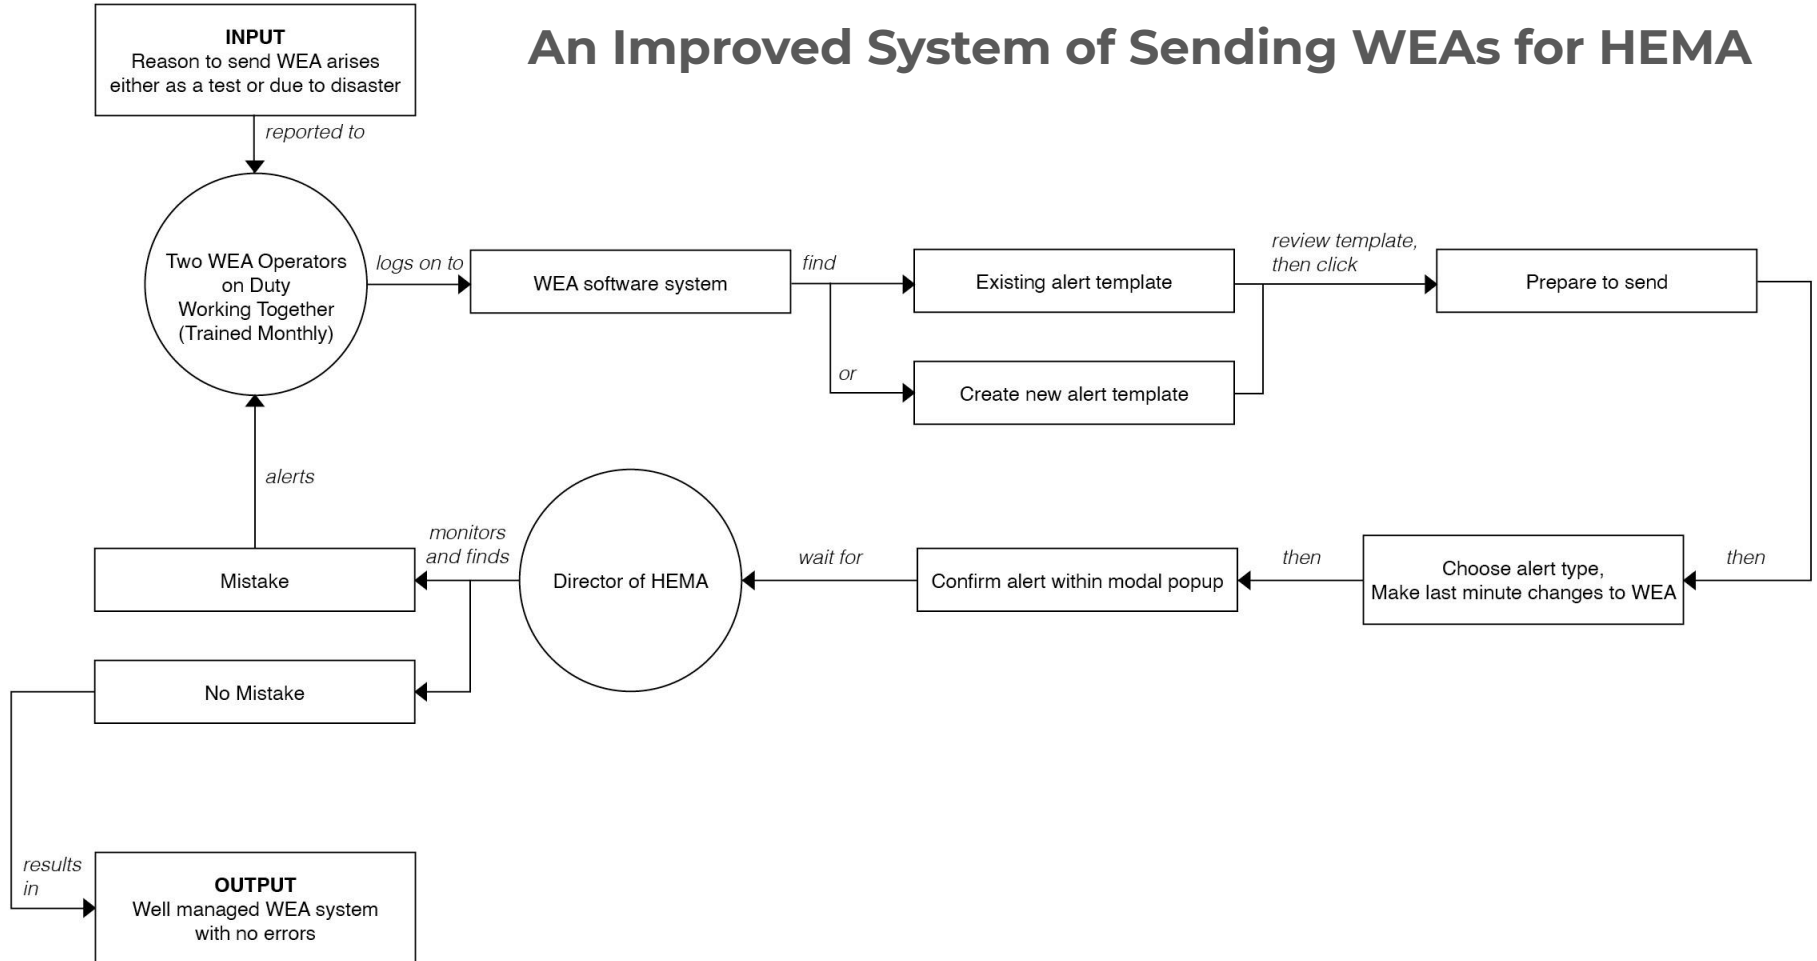 An Improved System of Sending WEAs for HEMA
INPUT
Reason to send WEA arises
either as a test or due to disaster
reported to
Two WEA Operators
on Duty
Working Together
(Trained Monthly)
logs on to
WEA software system
find
or
Existing alert template
Create new alert template
review template,
then click
Prepare to send
then
Choose alert type,
Make last minute changes to WEA
then
Confirm alert within modal popup
wait for
Director of HEMA
monitors
and finds
Mistake
alerts
No Mistake
results
in
OUTPUT
Well managed WEA system
with no errors